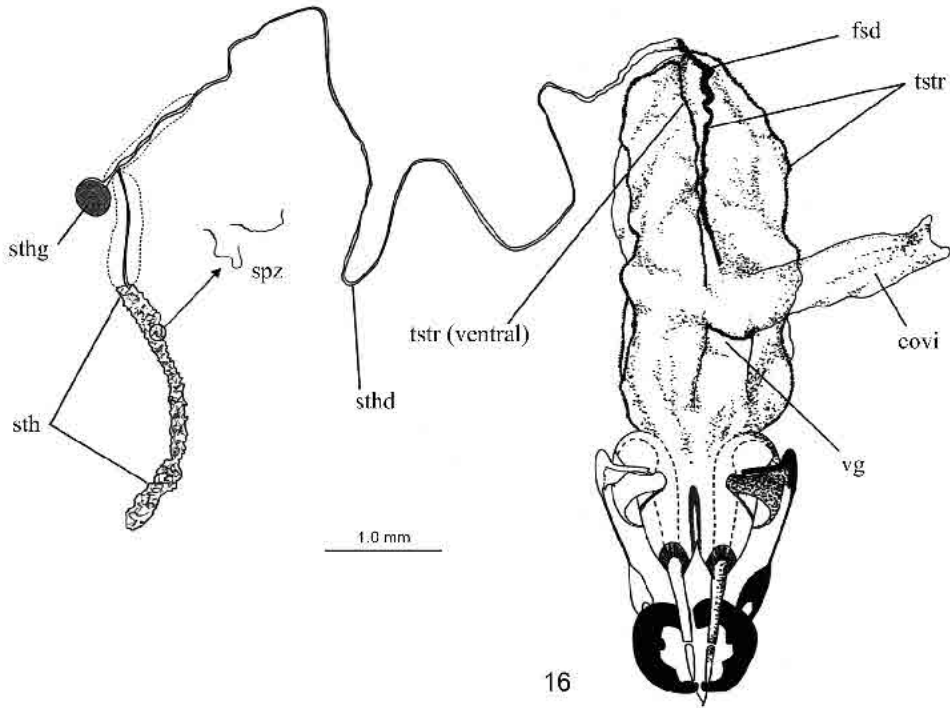 fsd
tstr
sthg
spz
tstr (ventral)
covi
sthd
sth
vg
1.0 mm
16